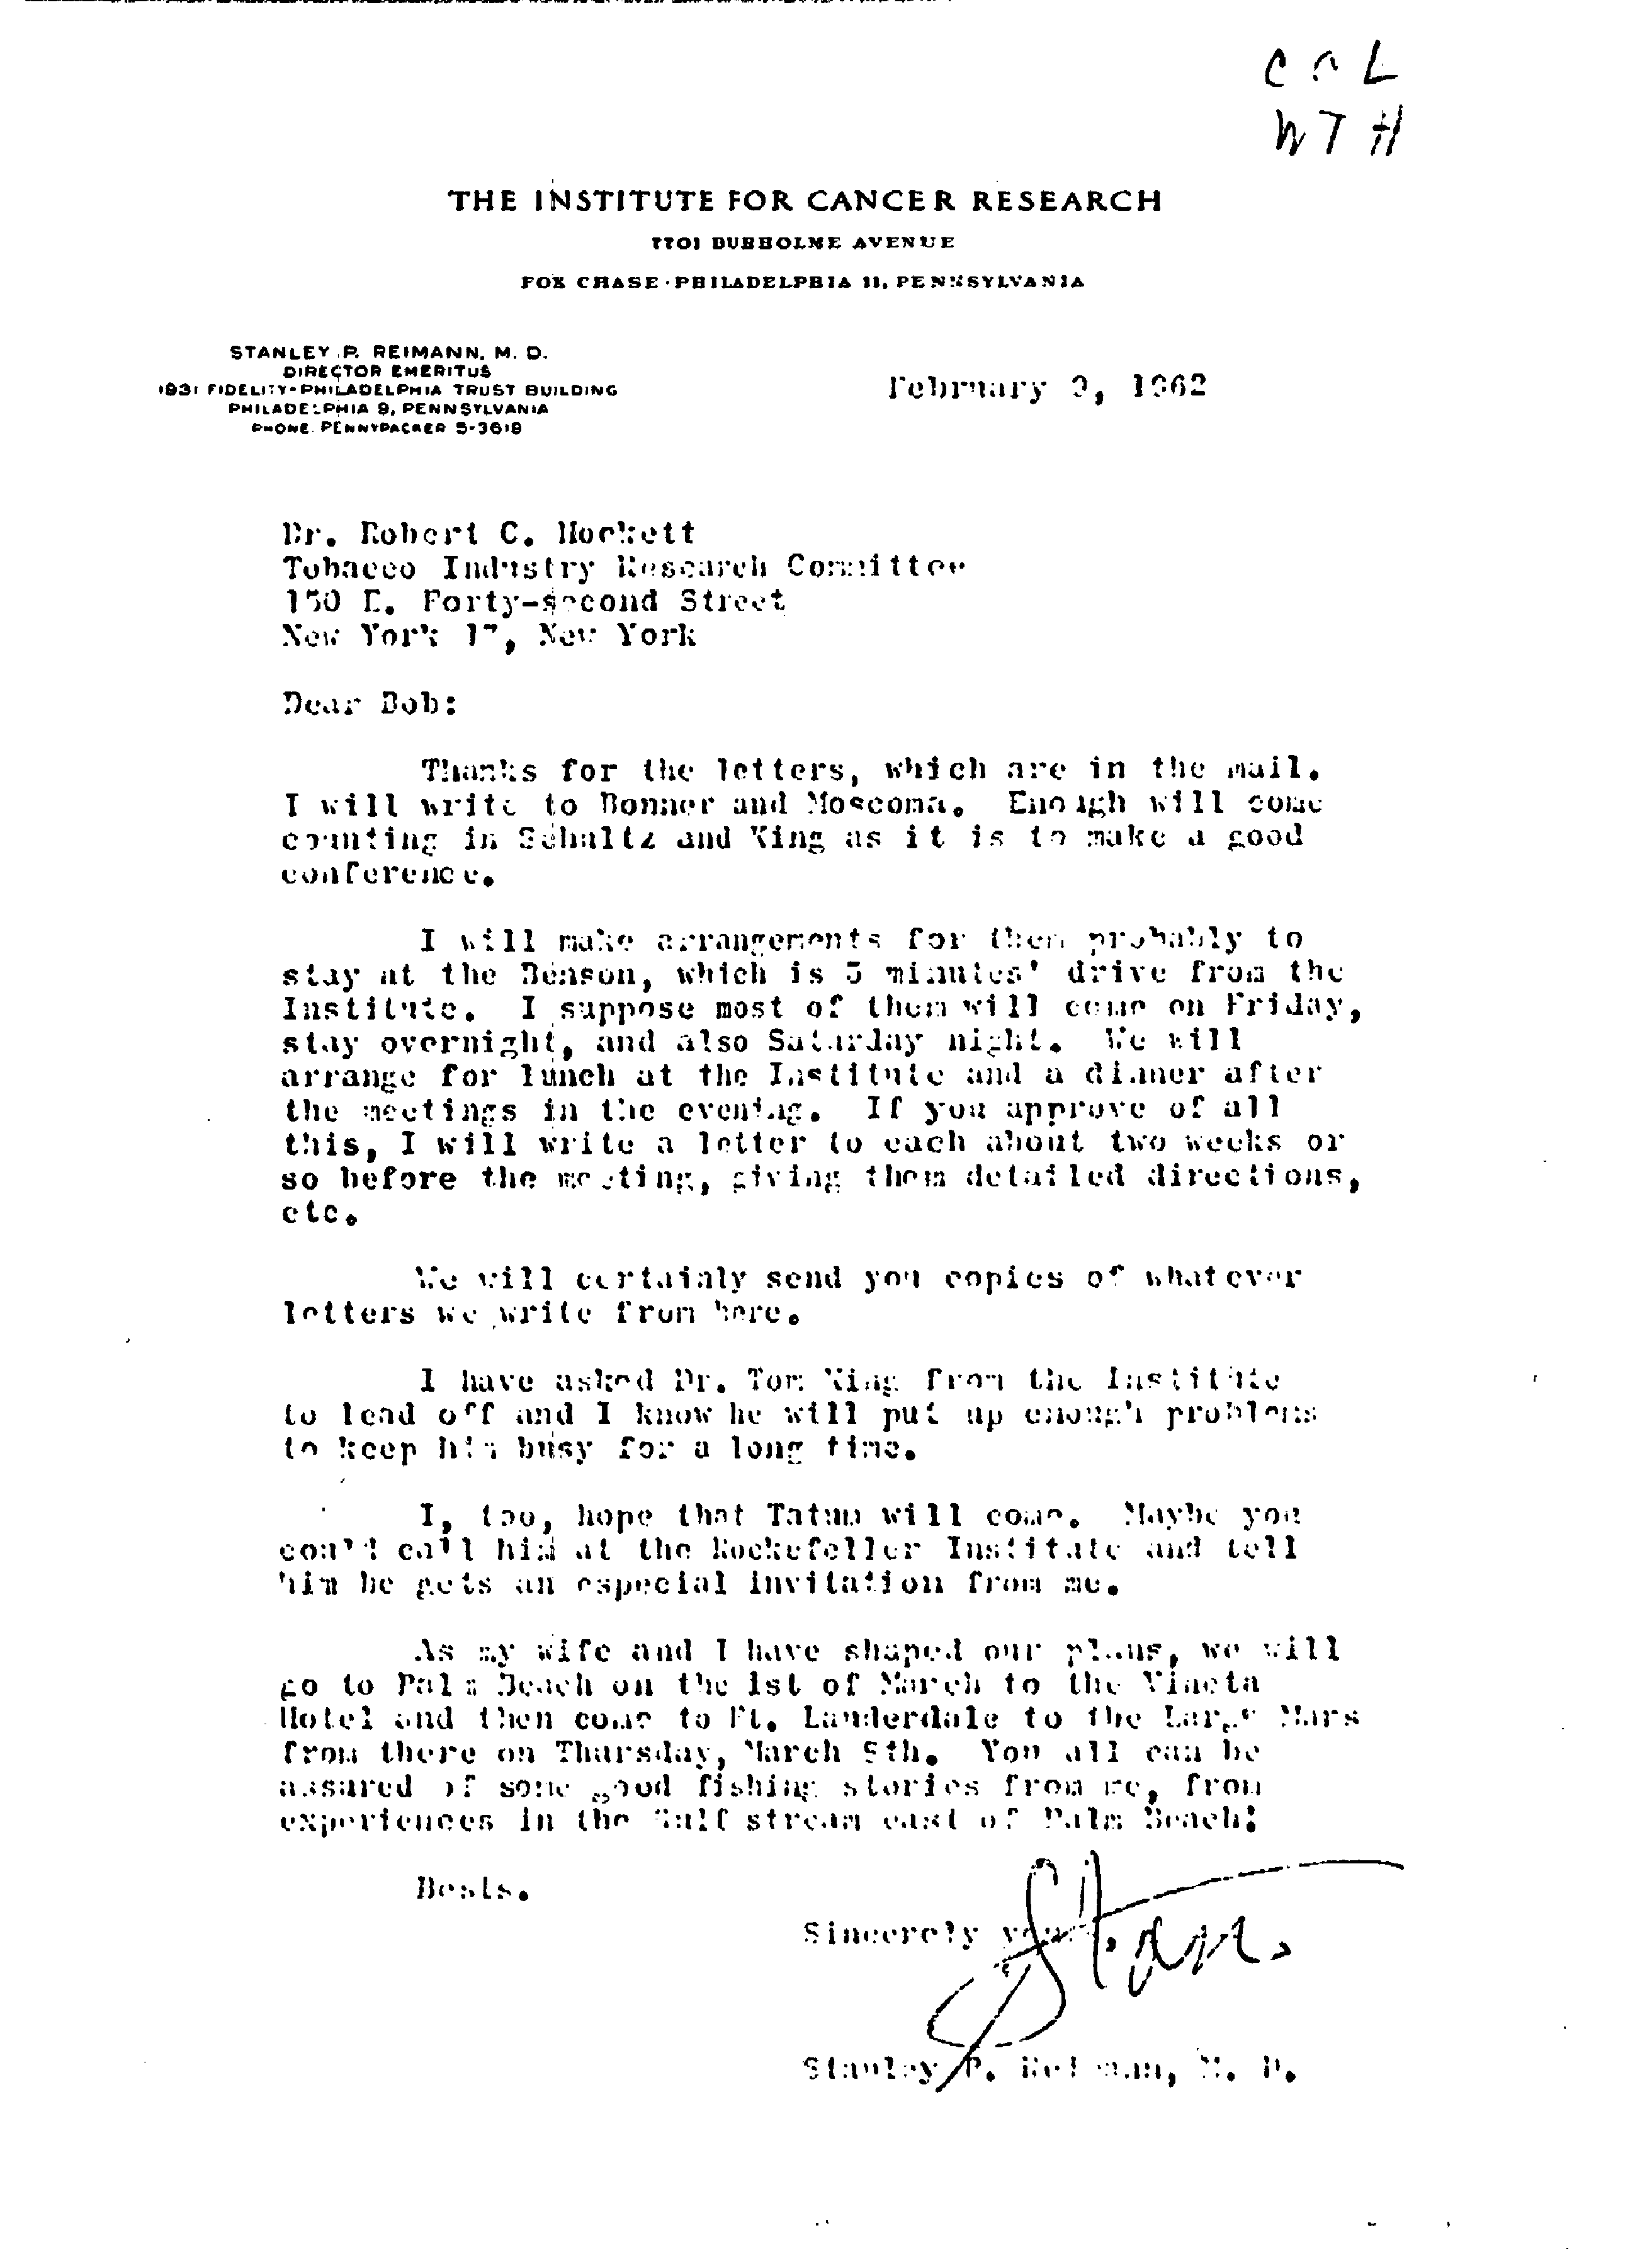 C L
WTH
THE INSTITUTE FOR CANCER RESEARCH
7701 BURHOLME AVENUE
FOX CHASE · PHILADELPHIA 11, PENNSYLVANIA
STANLEY P. REIMANN, M. D.
DIRECTOR EMERITUS
1831 FIDELITY-PHILADELPHIA TRUST BUILDING
PHILADELPHIA 9, PENNSYLVANIA
PHONE PENNYPACKER 5-3619
February 9, 1962
Dr. Robert C. Hockett
Tobacco Industry Research Committee
150 E. Forty-second Street
New York 17, New York
Dear Bob:
Thanks for the letters, which are in the mail.
I will write to Bonner and Moscona. Enough will come
counting in Schultz and King as it is to make a good
conference.
I will make arrangements for them probably to
stay at the Benson, which is 5 minutes' drive from the
Institute. I suppose most of them will come on Friday,
stay overnight, and also Saturday night. We will
arrange for lunch at the Institute and a dinner after
the meetings in the evening. If you approve of all
this, I will write a letter to each about two weeks or
so before the meeting, giving them detailed directions,
etc.
We will certainly send you copies of whatever
letters we write from here.
I have asked Dr. Tom King from the Institute
to lead off and I know he will put up enough problems
to keep him busy for a long time.
I, too, hope that Tatum will come. Maybe you
could call him at the Rockefeller Institute and tell
him he gets an especial invitation from me.
As my wife and I have shaped our plans, we will
go to Palm Beach on the 1st of March to the Vineta
Hotel and then come to Ft. Lauderdale to the Mars
from there on Thursday, March 8th. You all can be
assured of some good fishing stories from me, from
experiences in the Gulf stream east of Palm Beach!
Bests.
Sincerely yours,
Stan.
Stanley P. Reimann, M. D.